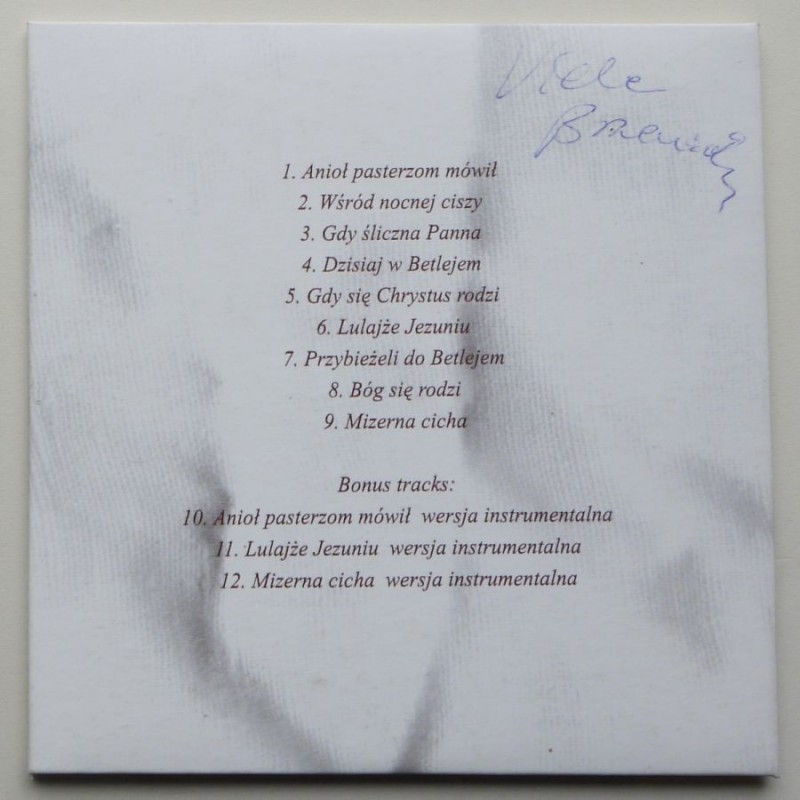 Viele
1. Anioł pasterzom mówił
2. Wśród nocnej ciszy
3. Gdy śliczna Panna
4. Dzisiaj w Betlejem
5. Gdy się Chrystus rodzi
6. Lulajże Jezuniu
7. Przybieżeli do Betlejem
8. Bóg się rodzi
9. Mizerna cicha
Bonus tracks:
10. Anioł pasterzom mówił wersja instrumentalna
11. Lulajże Jezuniu wersja instrumentalna
12. Mizerna cicha wersja instrumentalna